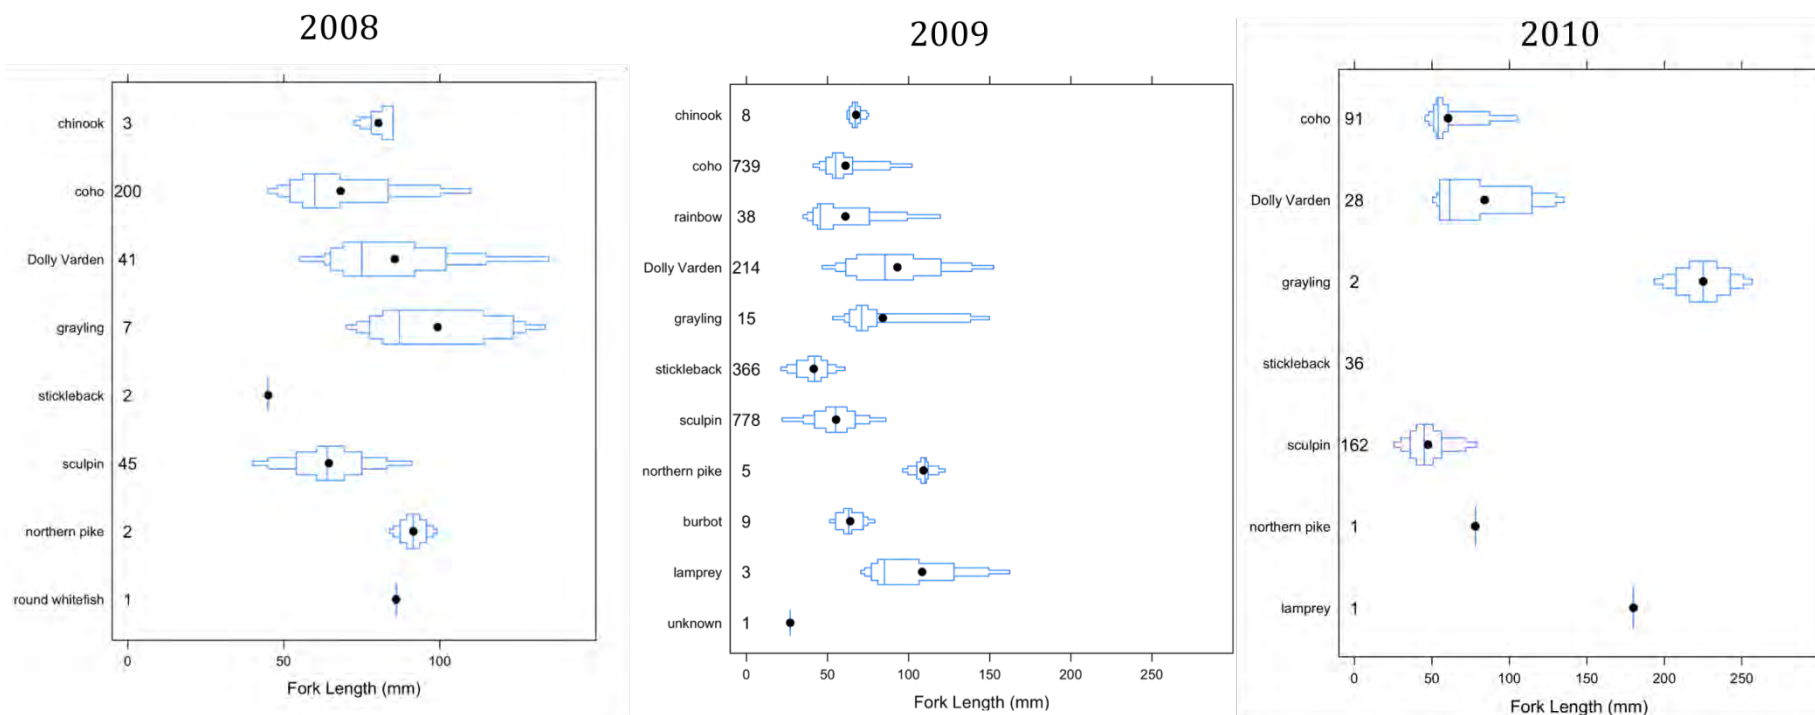 2008
chinook 3
coho 200
Dolly Varden 41
grayling 7
stickleback 2
sculpin 45
northern pike 2
round whitefish 1
0 50 100
Fork Length (mm)
2009
chinook 8
coho 739
rainbow 38
Dolly Varden 214
grayling 15
stickleback 366
sculpin 778
northern pike 5
burbot 9
lamprey 3
unknown 1
0 50 100 150 200 250
Fork Length (mm)
2010
coho 91
Dolly Varden 28
grayling 2
stickleback 36
sculpin 162
northern pike 1
lamprey 1
0 50 100 150 200 250
Fork Length (mm)